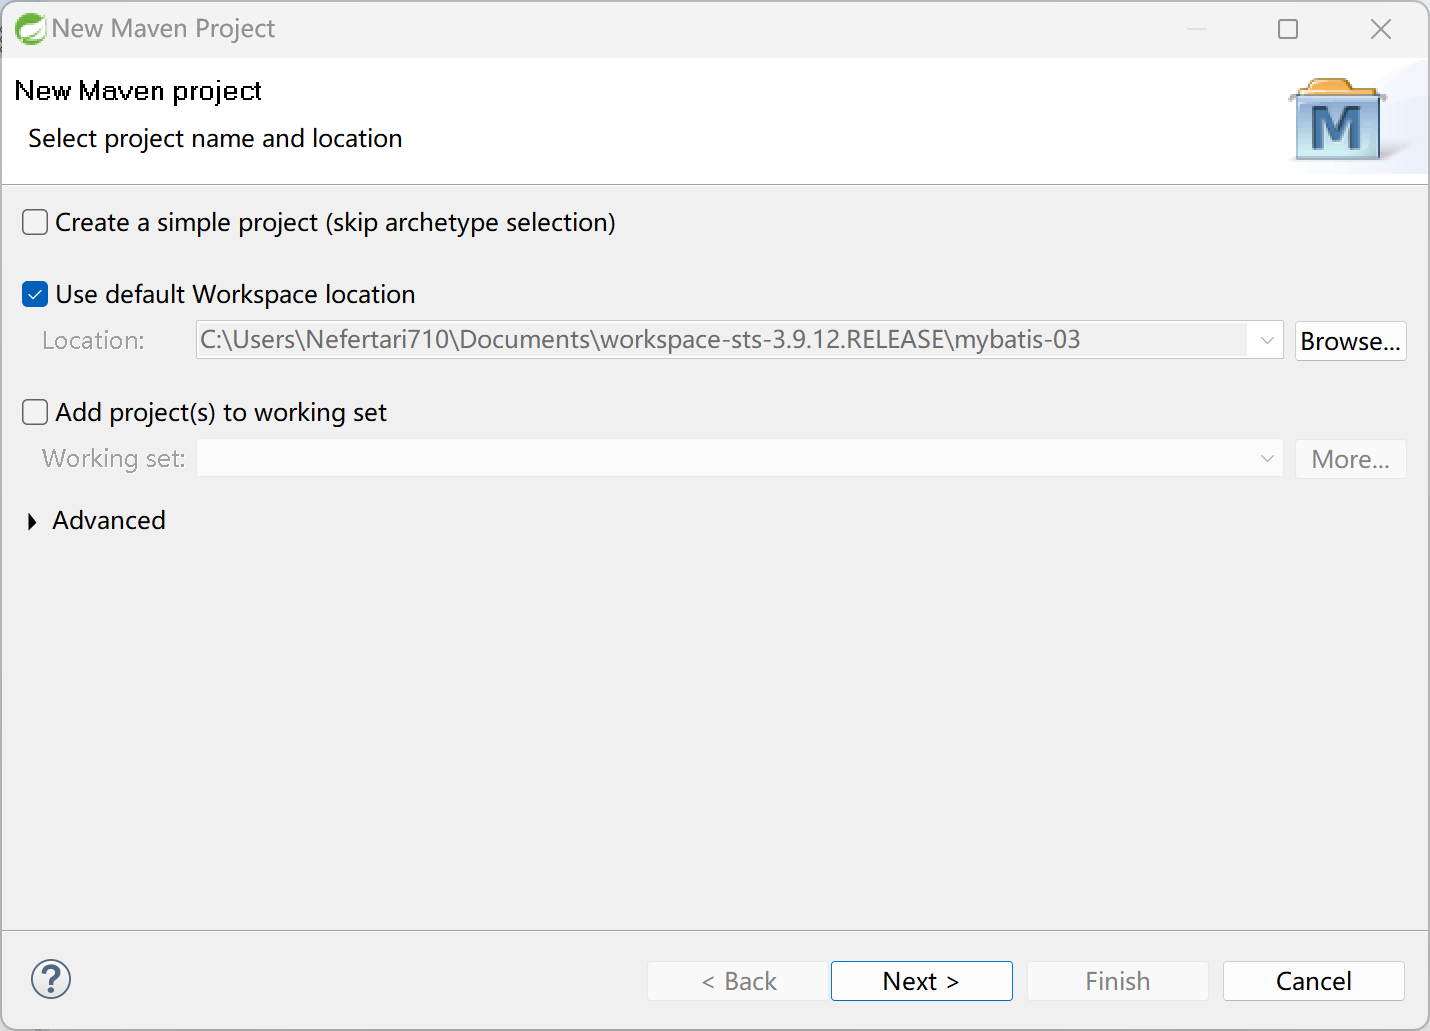 New Maven Project
New Maven project
Select project name and location
M
Create a simple project (skip archetype selection)
Use default Workspace location
Location: C:\Users\Nefertari710\Documents\workspace-sts-3.9.12.RELEASE\mybatis-03 Browse...
Add project(s) to working set
Working set: More...
Advanced
? < Back Next > Finish Cancel